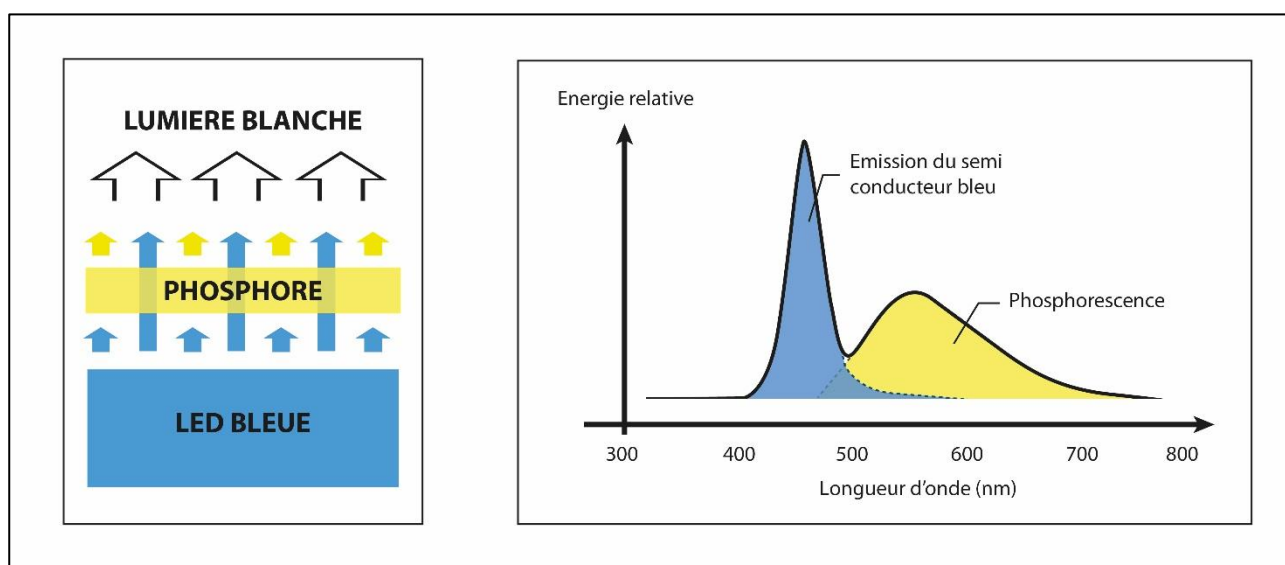 LUMIERE BLANCHE
PHOSPHORE
LED BLEUE
Energie relative
Emission du semi
conducteur bleu
Phosphorescence
300 400 500 600 700 800
Longueur d'onde (nm)